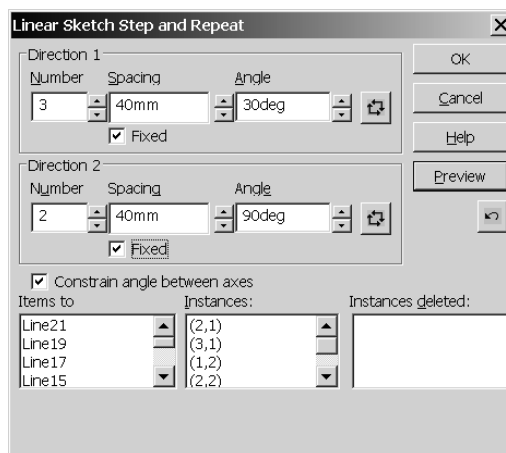 Linear Sketch Step and Repeat
Direction 1
Number Spacing Angle
3 40mm 30deg
Fixed
Direction 2
Number Spacing Angle
2 40mm 90deg
Fixed
Constrain angle between axes
Items to Instances: Instances deleted:
Line21 (2,1)
Line19 (3,1)
Line17 (1,2)
Line15 (2,2)
OK
Cancel
Help
Preview